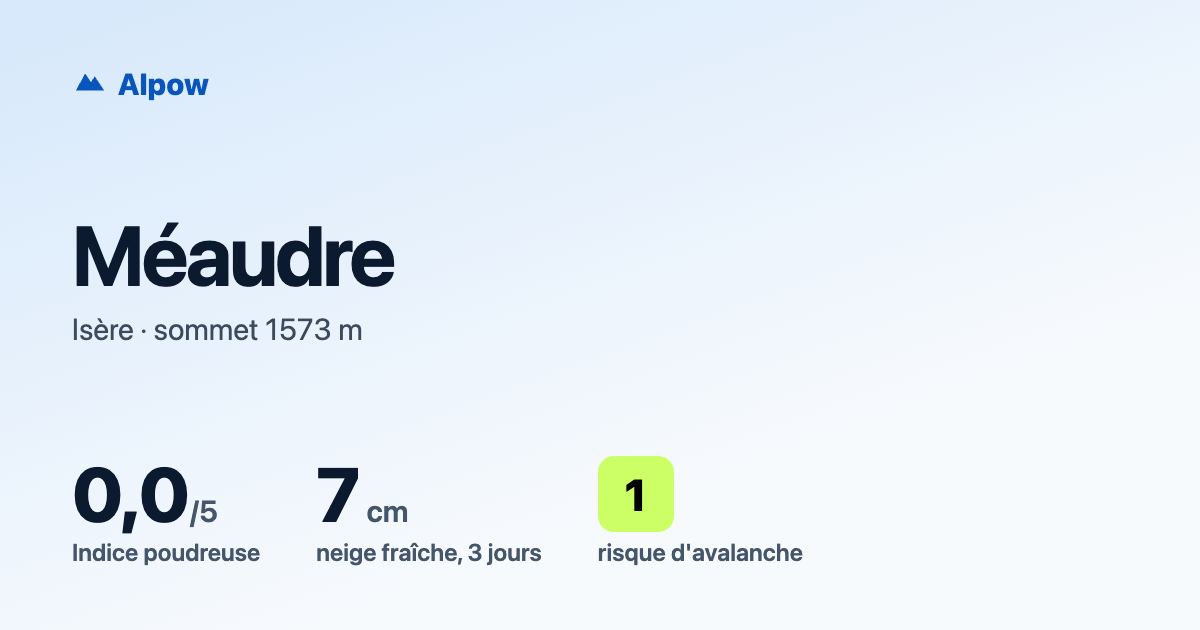 Alpow
Méaudre
Isère · sommet 1573 m
0,0/5
Indice poudreuse
7 cm
neige fraîche, 3 jours
1
risque d'avalanche